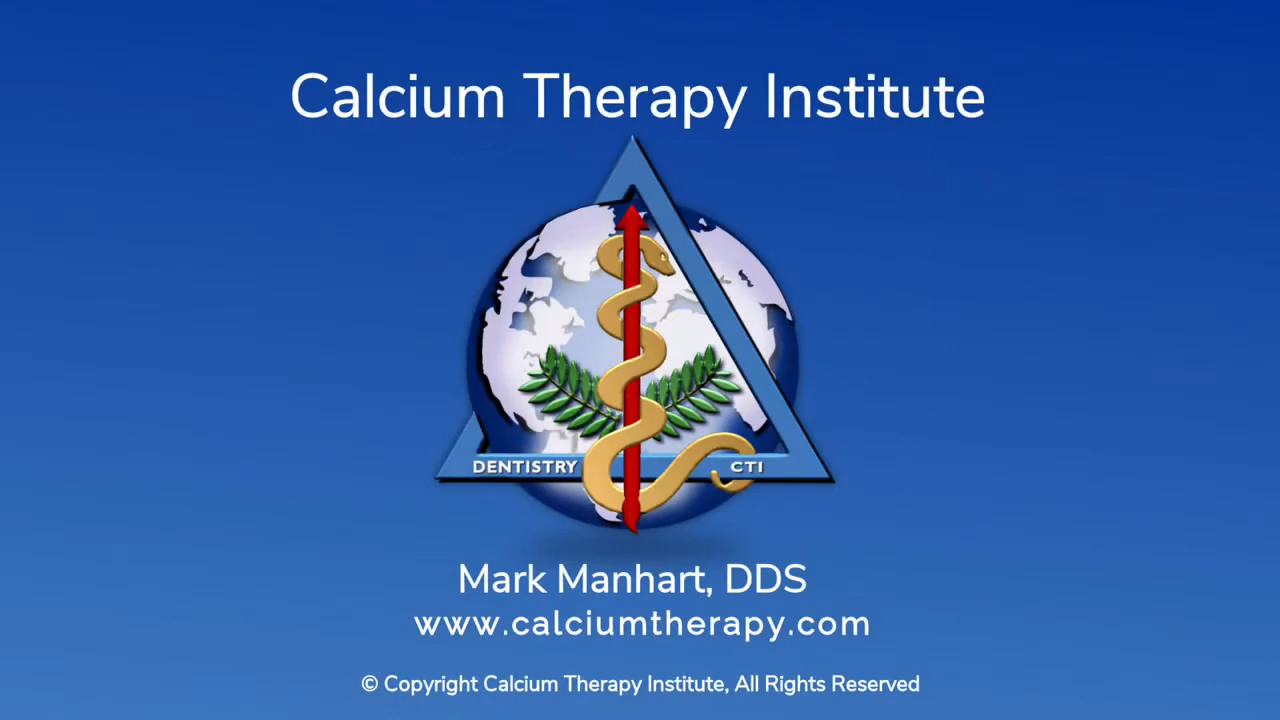 Calcium Therapy Institute
DENTISTRY CTI
Mark Manhart, DDS
www.calciumtherapy.com
© Copyright Calcium Therapy Institute, All Rights Reserved